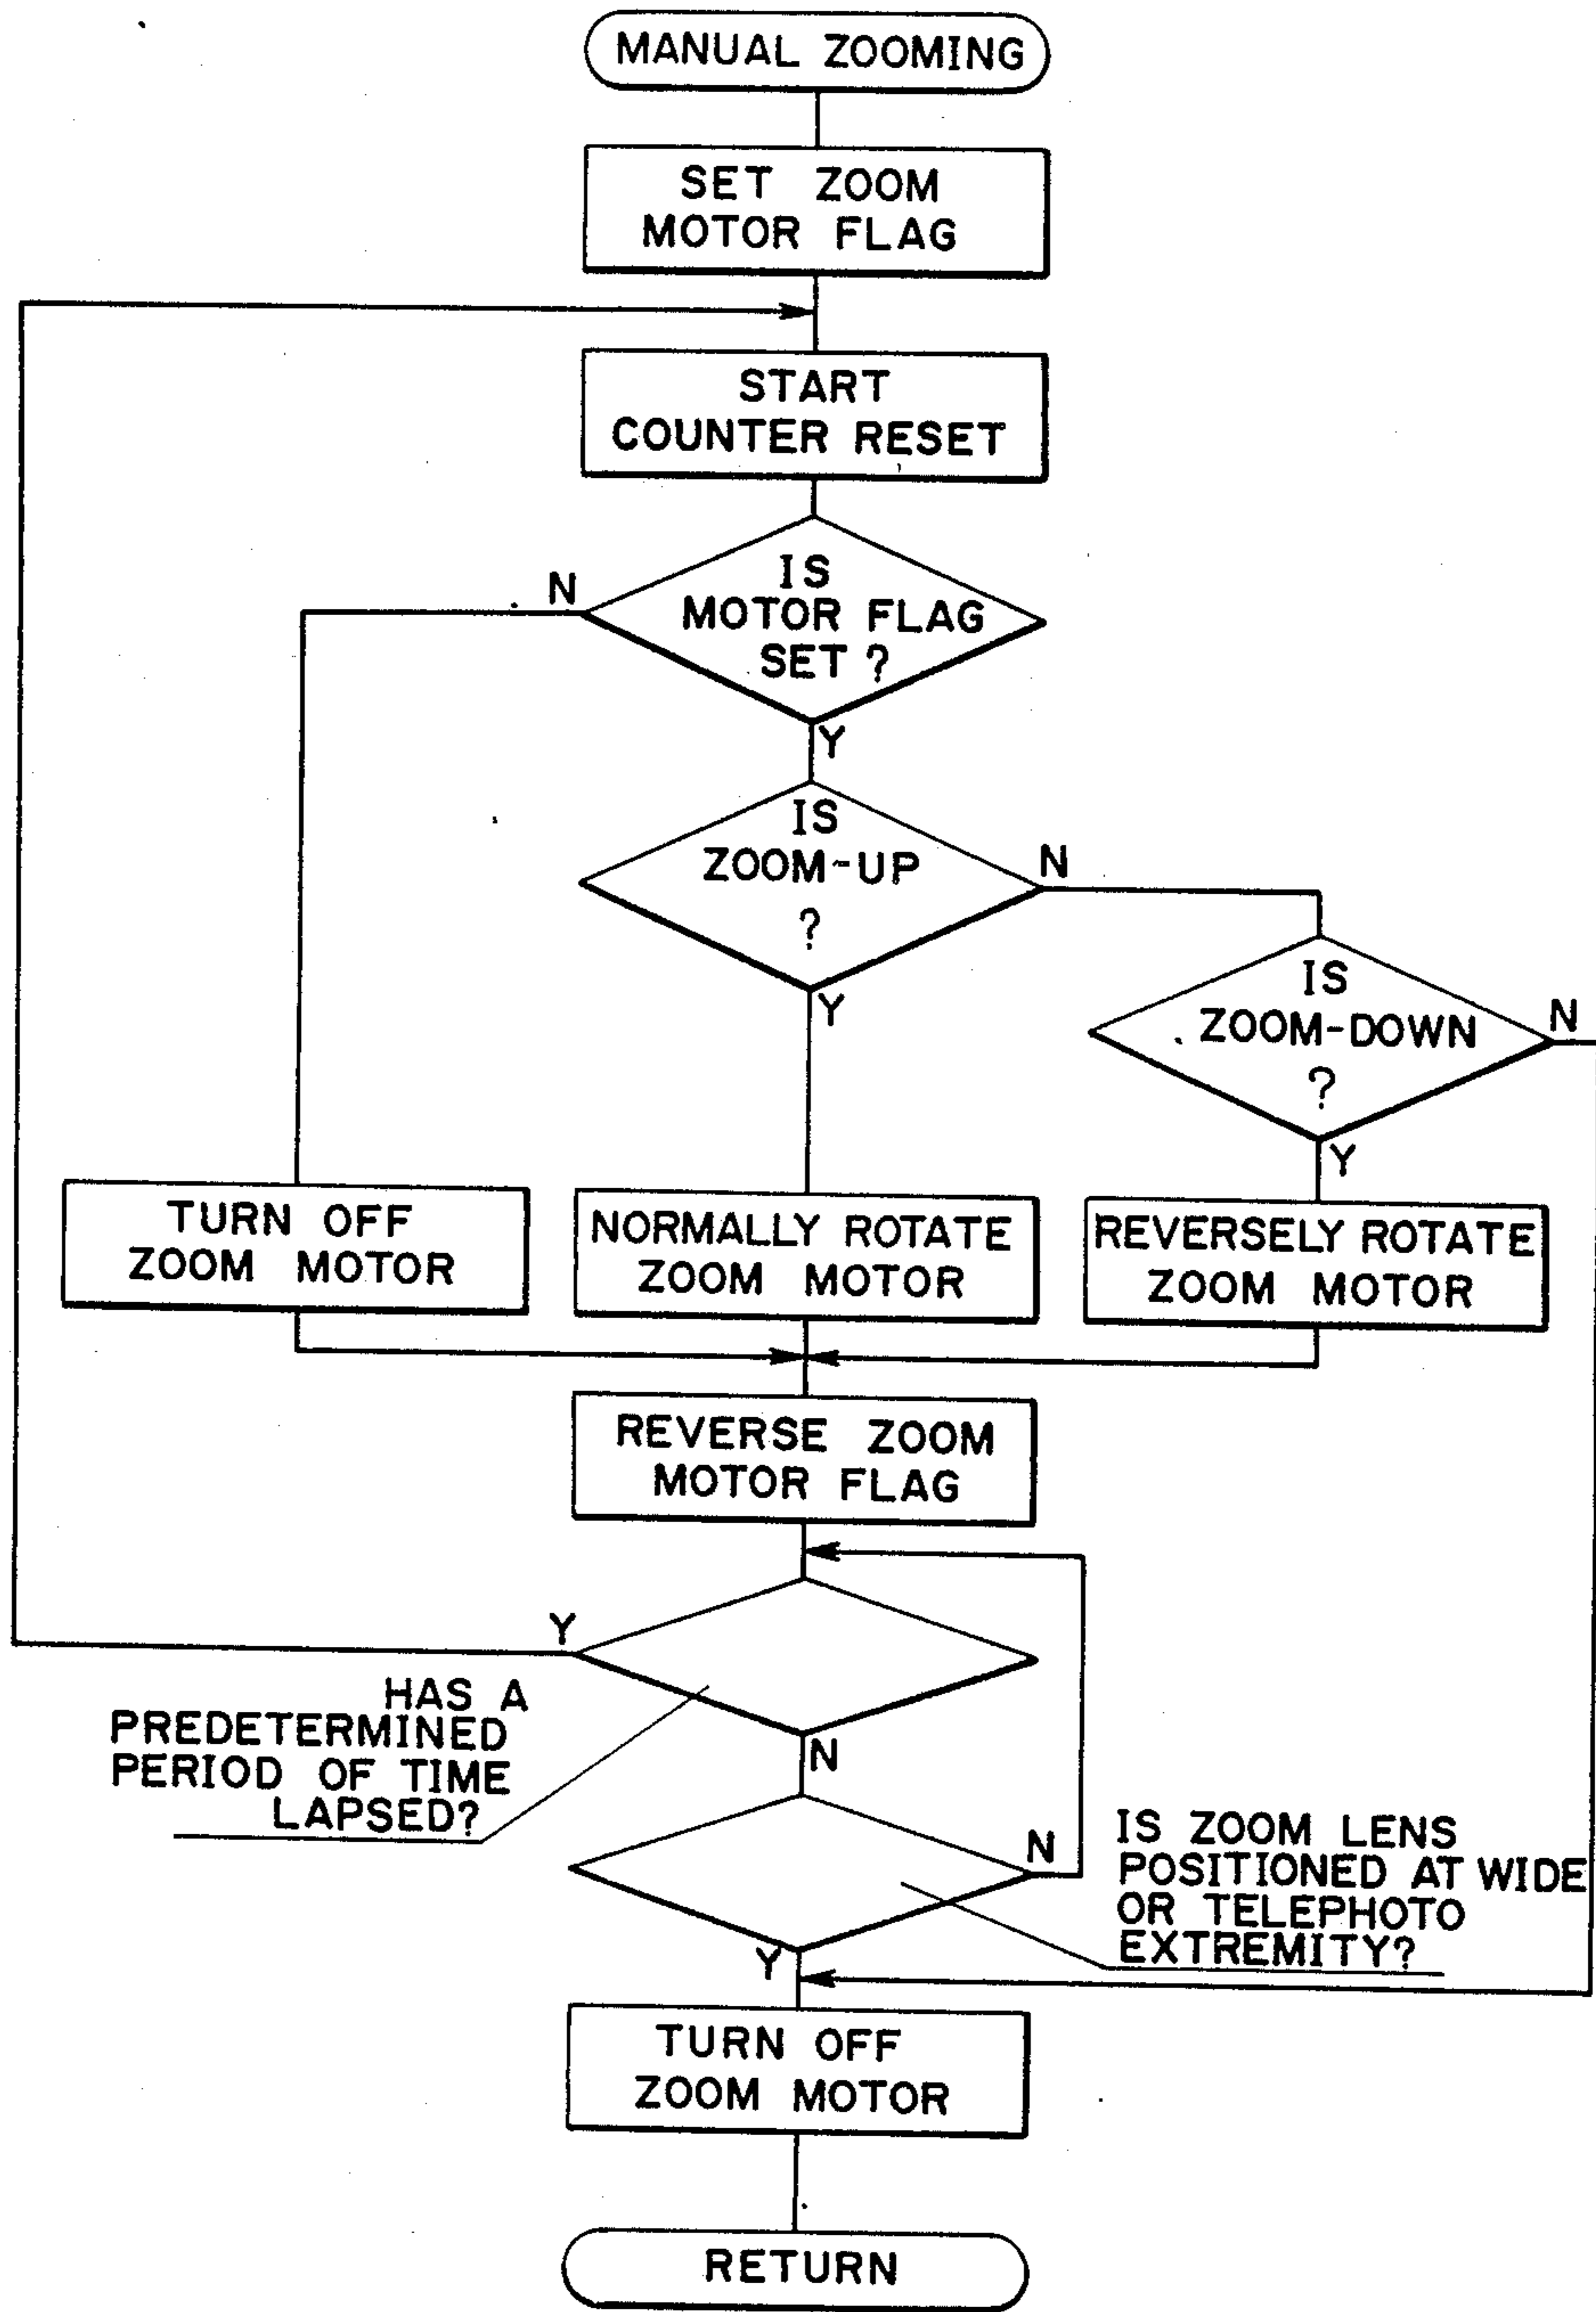 MANUAL ZOOMING
SET ZOOM
MOTOR FLAG
START
COUNTER RESET
IS
MOTOR FLAG
SET ?
N
Y
IS
ZOOM-UP
?
N
Y
IS
ZOOM-DOWN
?
N
Y
TURN OFF
ZOOM MOTOR
NORMALLY ROTATE
ZOOM MOTOR
REVERSELY ROTATE
ZOOM MOTOR
REVERSE ZOOM
MOTOR FLAG
Y
HAS A
PREDETERMINED
PERIOD OF TIME
LAPSED?
N
N
IS ZOOM LENS
POSITIONED AT WIDE
OR TELEPHOTO
EXTREMITY?
Y
TURN OFF
ZOOM MOTOR
RETURN